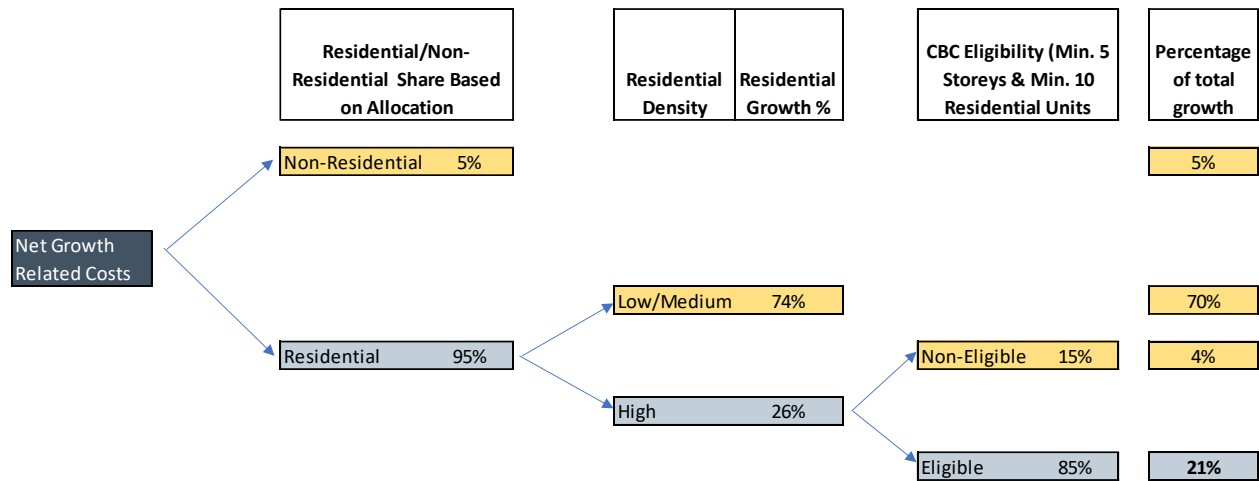 Residential/Non-
Residential Share Based
on Allocation
Residential
Density
Residential
Growth %
CBC Eligibility (Min. 5
Storeys & Min. 10
Residential Units
Percentage
of total
growth
Non-Residential 5%
5%
Net Growth
Related Costs
Low/Medium 74%
70%
Residential 95%
Non-Eligible 15%
4%
High 26%
Eligible 85%
21%